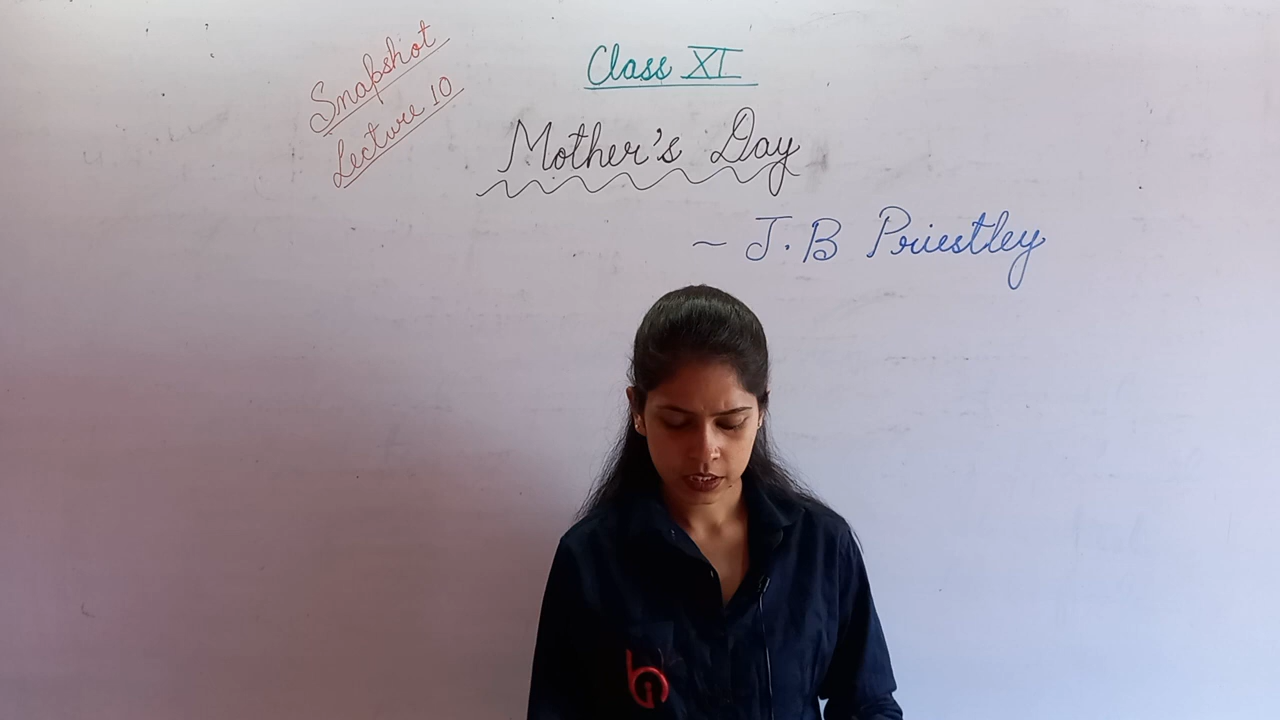 Snapshot
Lecture 10
Class XI
Mother's Day
~ J.B Priestley